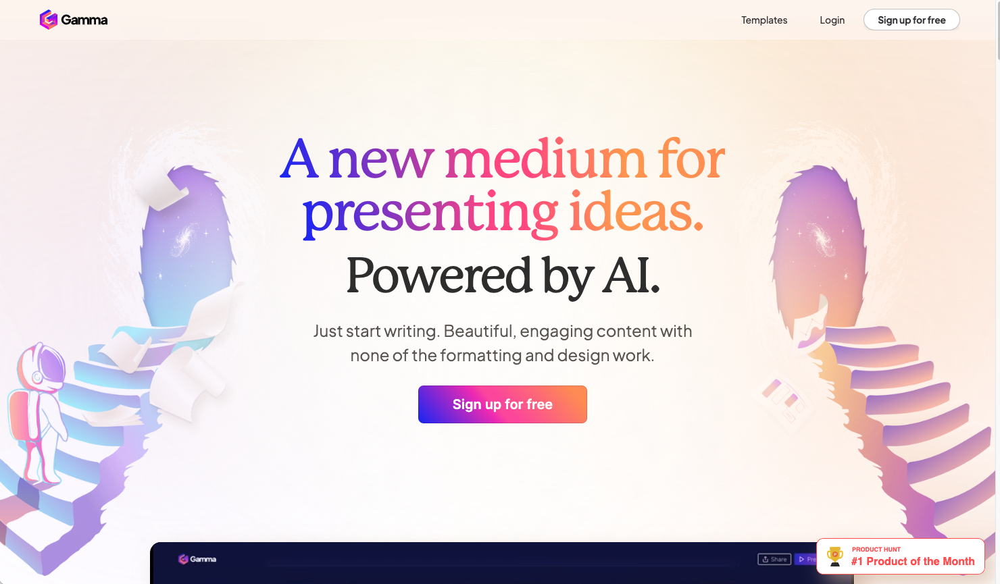 Gamma
Templates
Login
Sign up for free
A new medium for
presenting ideas.
Powered by AI.
Just start writing. Beautiful, engaging content with
none of the formatting and design work.
Sign up for free
Gamma
Share
PRODUCT HUNT
#1 Product of the Month